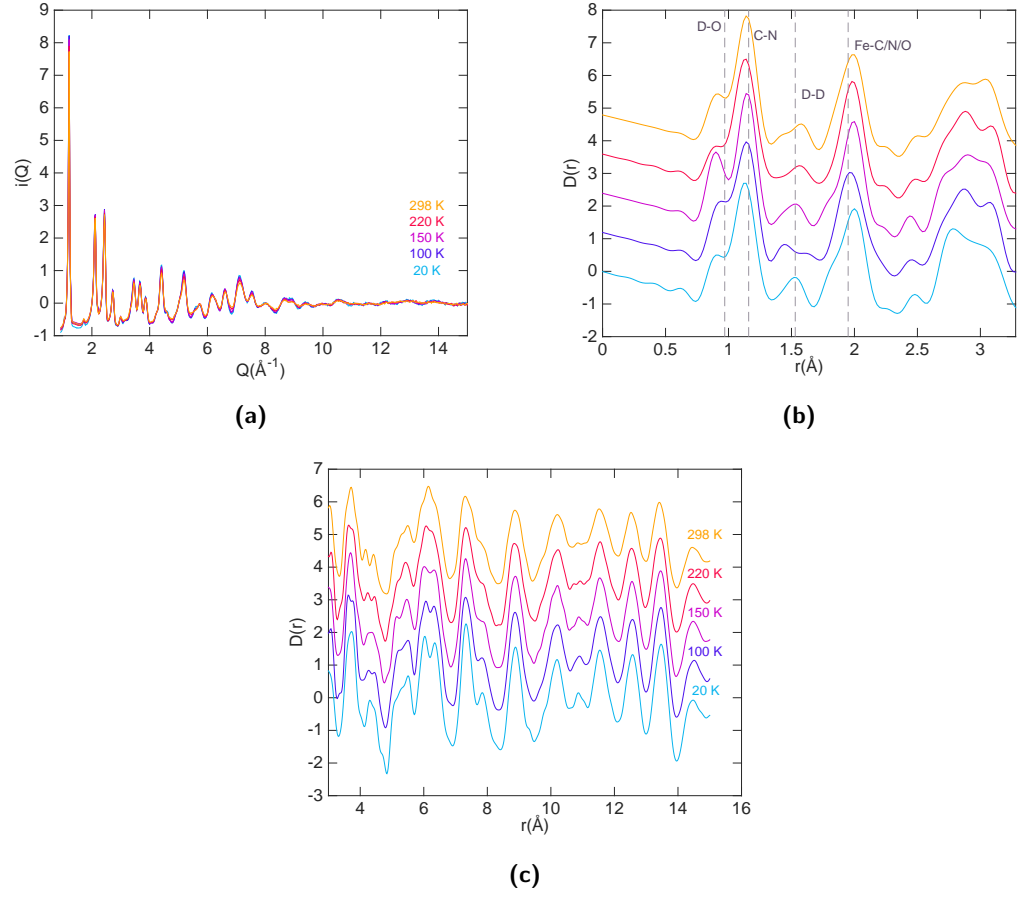 9
8
7
6
5
4
3
2
1
0
-1
i(Q)
298 K
220 K
150 K
100 K
20 K
2 4 6 8 10 12 14
Q(Å⁻¹)
(a)
8
7
6
5
4
3
2
1
0
-1
-2
D(r)
D-O
C-N
Fe-C/N/O
D-D
0 0.5 1 1.5 2 2.5 3
r(Å)
(b)
7
6
5
4
3
2
1
0
-1
-2
-3
D(r)
298 K
220 K
150 K
100 K
20 K
4 6 8 10 12 14 16
r(Å)
(c)